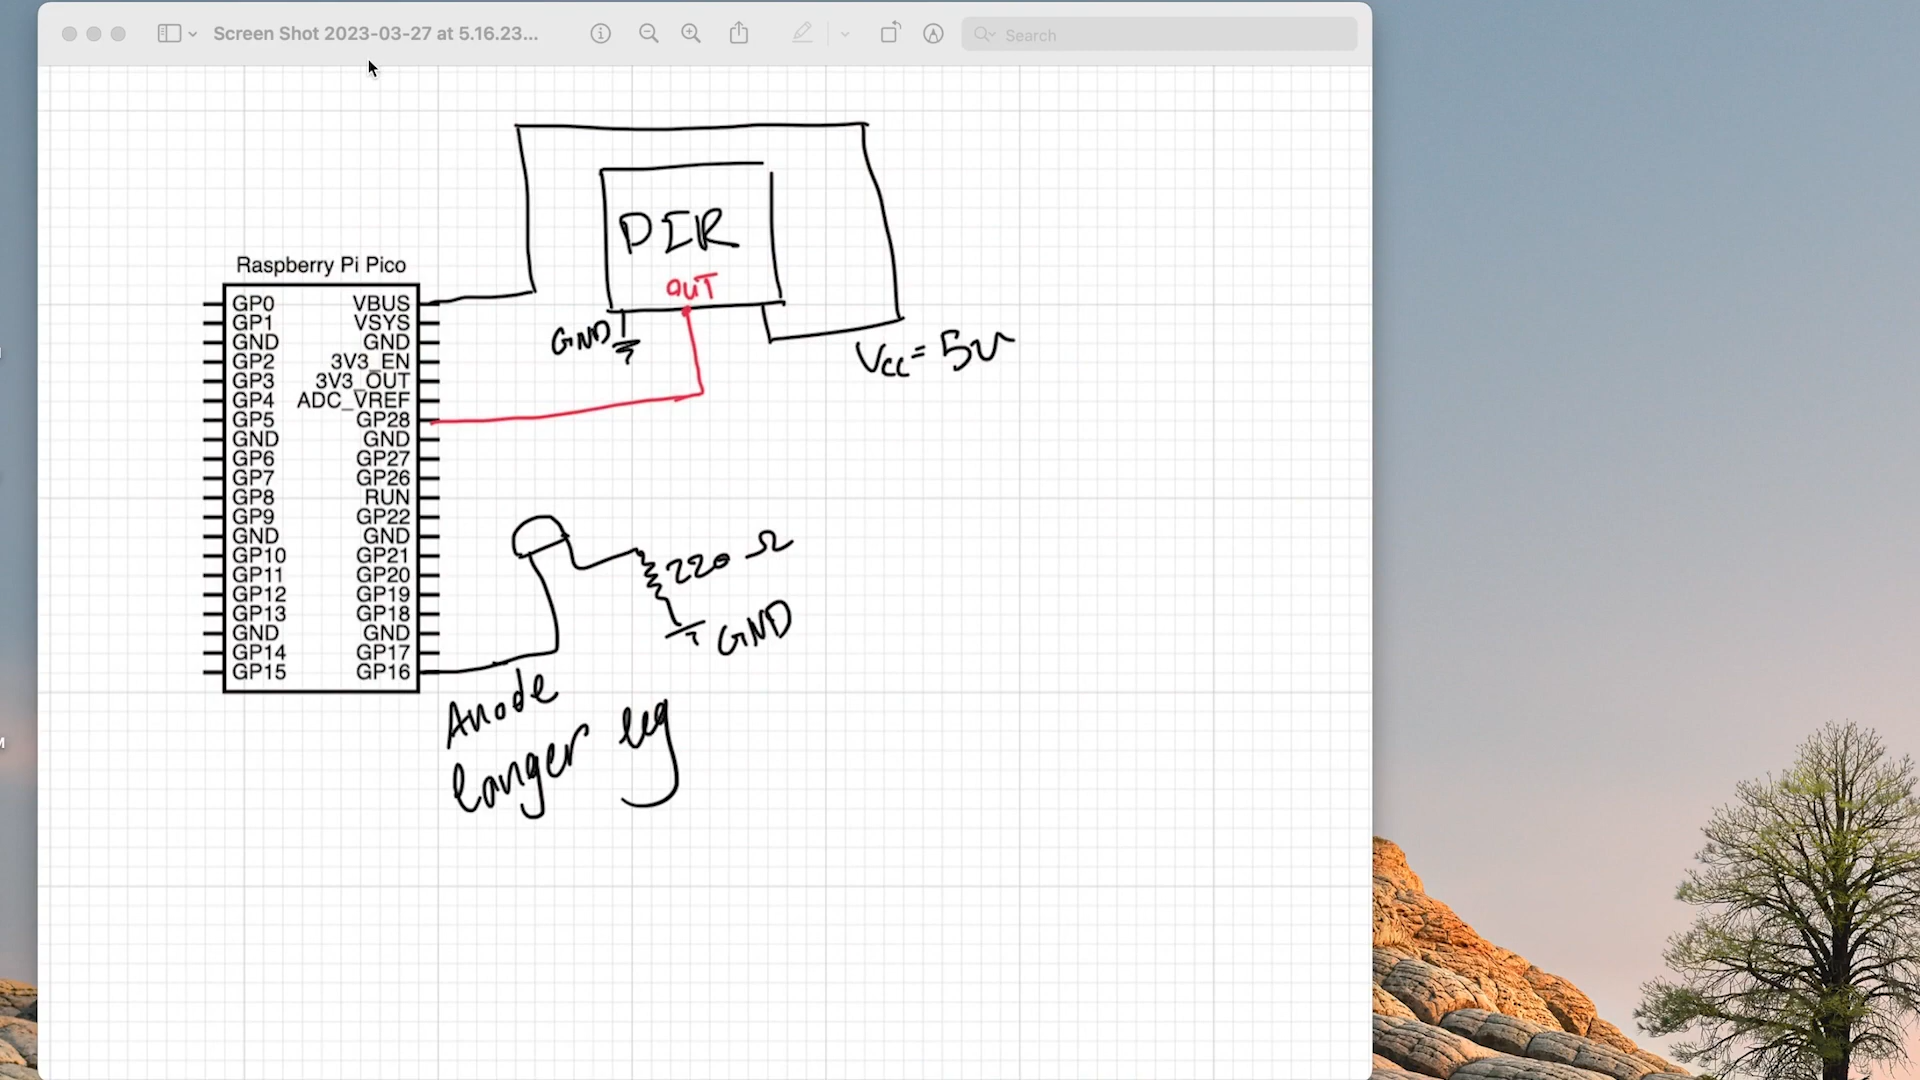 Screen Shot 2023-03-27 at 5.16.23...
Search
PIR
OUT
GND
Vcc = 5v
Raspberry Pi Pico
GP0 VBUS
GP1 VSYS
GND GND
GP2 3V3_EN
GP3 3V3_OUT
GP4 ADC_VREF
GP5 GP28
GND GND
GP6 GP27
GP7 GP26
GP8 RUN
GP9 GP22
GND GND
GP10 GP21
GP11 GP20
GP12 GP19
GP13 GP18
GND GND
GP14 GP17
GP15 GP16
220 Ω
GND
Anode
longer leg